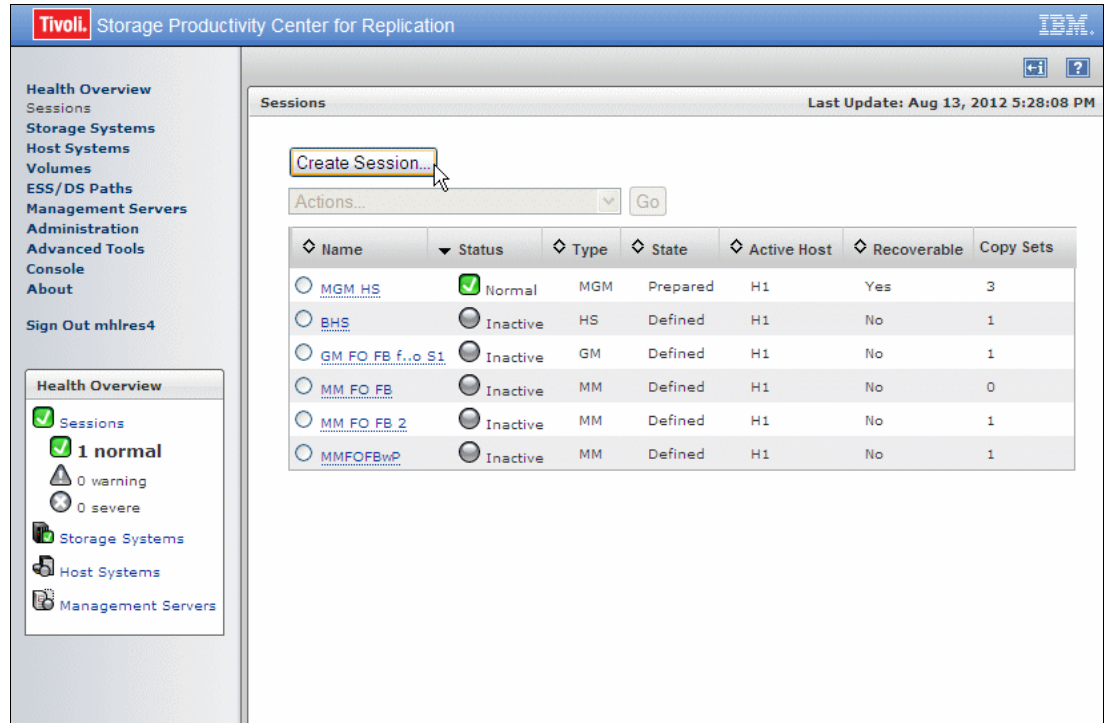 Tivoli. Storage Productivity Center for Replication IBM.
Health Overview
Sessions
Storage Systems
Host Systems
Volumes
ESS/DS Paths
Management Servers
Administration
Advanced Tools
Console
About
Sign Out mhlres4
Health Overview
Sessions
1 normal
0 warning
0 severe
Storage Systems
Host Systems
Management Servers
i ?
Sessions Last Update: Aug 13, 2012 5:28:08 PM
Create Session...
Actions... Go
Name Status Type State Active Host Recoverable Copy Sets
MGM HS Normal MGM Prepared H1 Yes 3
BHS Inactive HS Defined H1 No 1
GM FO FB f..o S1 Inactive GM Defined H1 No 1
MM FO FB Inactive MM Defined H1 No 0
MM FO FB 2 Inactive MM Defined H1 No 1
MMFOFBwP Inactive MM Defined H1 No 1